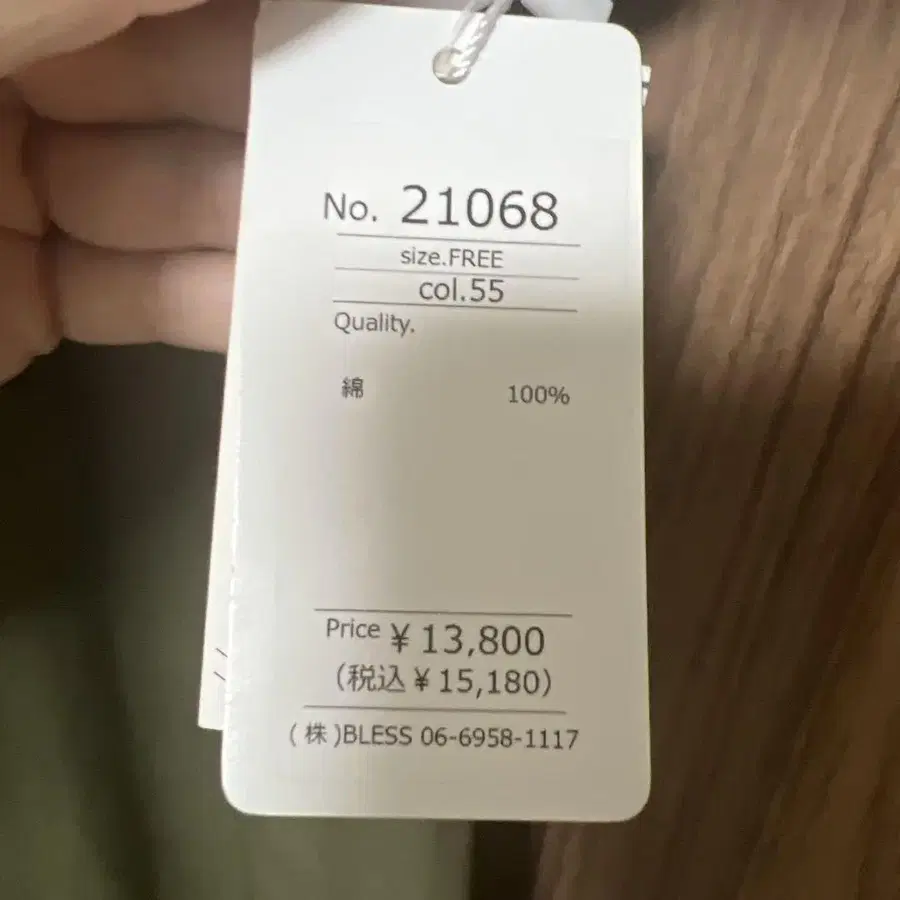 No. 21068
size.FREE
col.55
Quality.
綿 100%
Price ¥ 13,800
(税込 ¥ 15,180)
(株)BLESS 06-6958-1117